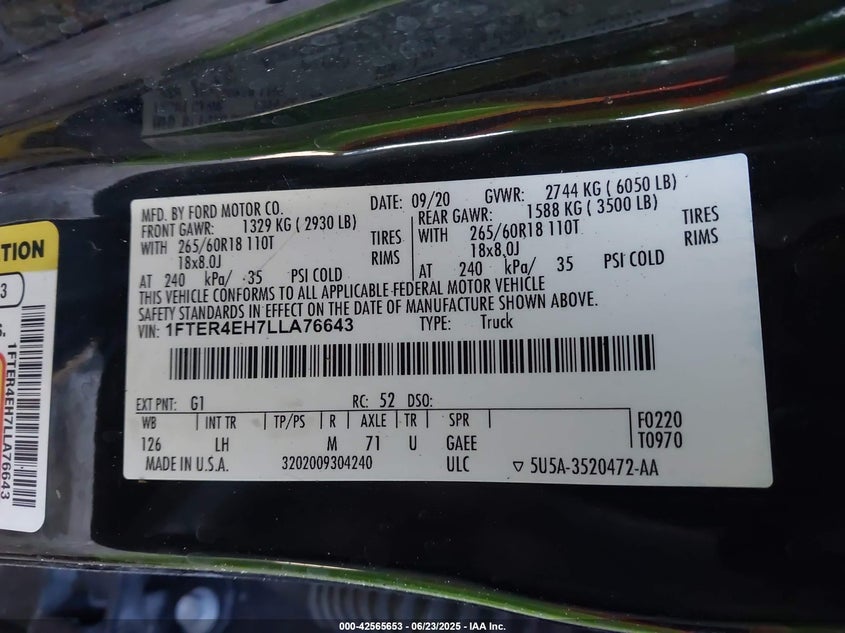 MFD. BY FORD MOTOR CO.
DATE: 09/20
GVWR: 2744 KG ( 6050 LB)
FRONT GAWR: 1329 KG ( 2930 LB)
REAR GAWR: 1588 KG ( 3500 LB)
WITH 265/60R18 110T TIRES
WITH 265/60R18 110T TIRES
18x8.0J RIMS
18x8.0J RIMS
AT 240 kPa/ 35 PSI COLD
AT 240 kPa/ 35 PSI COLD
THIS VEHICLE CONFORMS TO ALL APPLICABLE FEDERAL MOTOR VEHICLE
SAFETY STANDARDS IN EFFECT ON THE DATE OF MANUFACTURE SHOWN ABOVE.
VIN: 1FTER4EH7LLA76643 TYPE: Truck
EXT PNT: G1 RC: 52 DSO:
WB INT TR TP/PS R AXLE TR SPR F0220
126 LH M 71 U GAEE T0970
MADE IN U.S.A. 3202009304240 ULC ▽ 5U5A-3520472-AA
TION
3
S.
1FTER4EH7LLA76643
000-42565653 - 06/23/2025 - IAA, Inc.